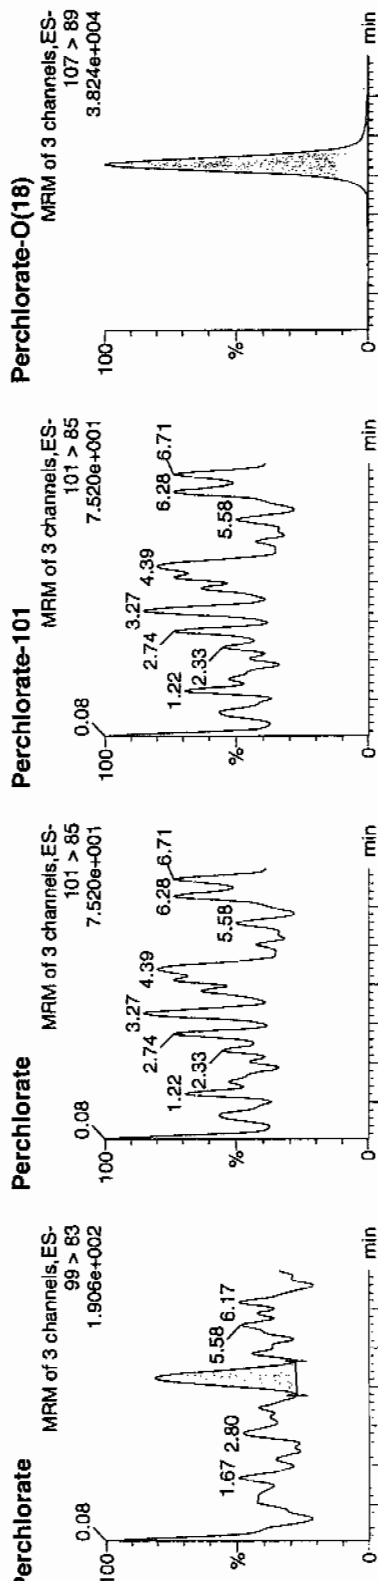 Perchlorate
MRM of 3 channels,ES-
99 > 83
1.906e+002
0.08
100
%
0
1.67
2.80
5.58
6.17
min
Perchlorate
MRM of 3 channels,ES-
101 > 85
7.520e+001
0.08
100
%
0
1.22
2.33
2.74
3.27
4.39
5.58
6.28
6.71
min
Perchlorate-101
MRM of 3 channels,ES-
101 > 85
7.520e+001
0.08
100
%
0
1.22
2.33
2.74
3.27
4.39
5.58
6.28
6.71
min
Perchlorate-O(18)
MRM of 3 channels,ES-
107 > 89
3.824e+004
100
%
0
min